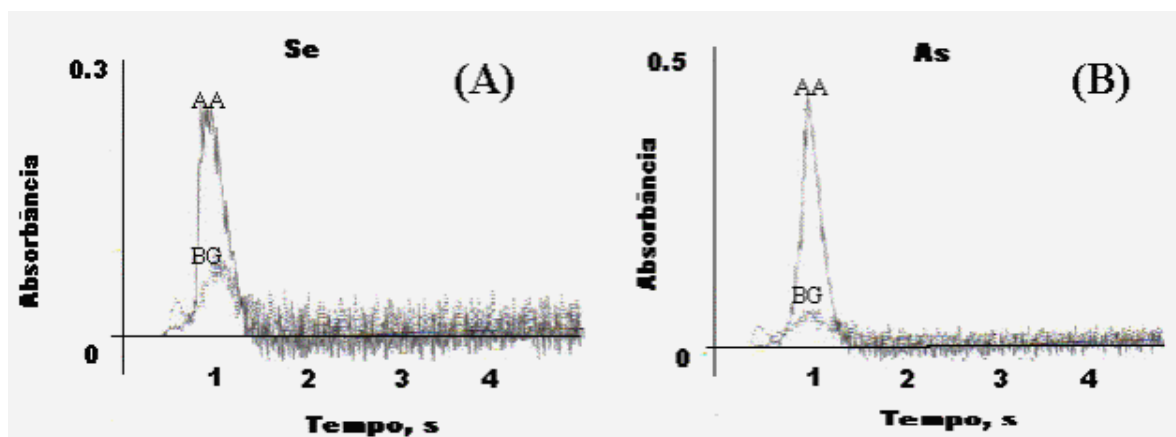 Se
(A)
0.3
AA
BG
Absorbância
0
1 2 3 4
Tempo, s
As
(B)
0.5
AA
BG
Absorbância
0
1 2 3 4
Tempo, s